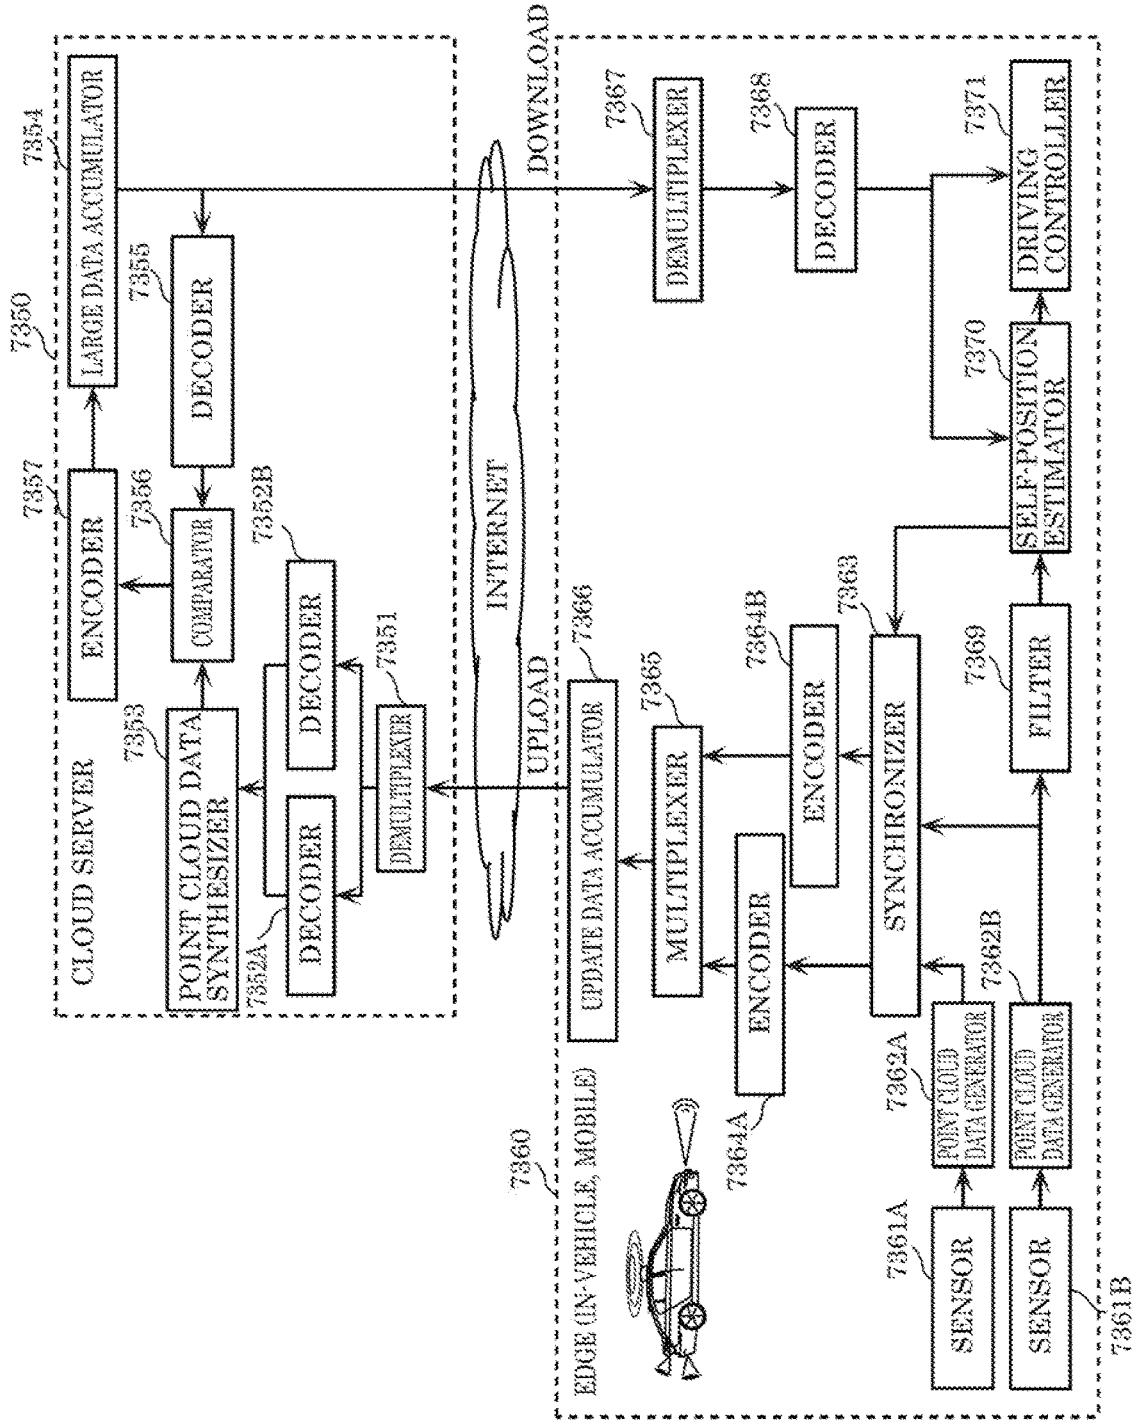 7350
CLOUD SERVER
7353
POINT CLOUD DATA
SYNTHESIZER
7357
ENCODER
7354
LARGE DATA ACCUMULATOR
7356
COMPARATOR
7355
DECODER
7352A
DECODER
7352B
DECODER
7351
DEMULTIPLEXER
INTERNET
UPLOAD
DOWNLOAD
7360
EDGE (IN-VEHICLE, MOBILE)
7366
UPDATE DATA ACCUMULATOR
7365
MULTIPLEXER
7364A
ENCODER
7364B
ENCODER
7363
SYNCHRONIZER
7367
DEMULTIPLEXER
7368
DECODER
7361A
SENSOR
7362A
POINT CLOUD
DATA GENERATOR
7361B
SENSOR
7362B
POINT CLOUD
DATA GENERATOR
7369
FILTER
7370
SELF-POSITION
ESTIMATOR
7371
DRIVING
CONTROLLER